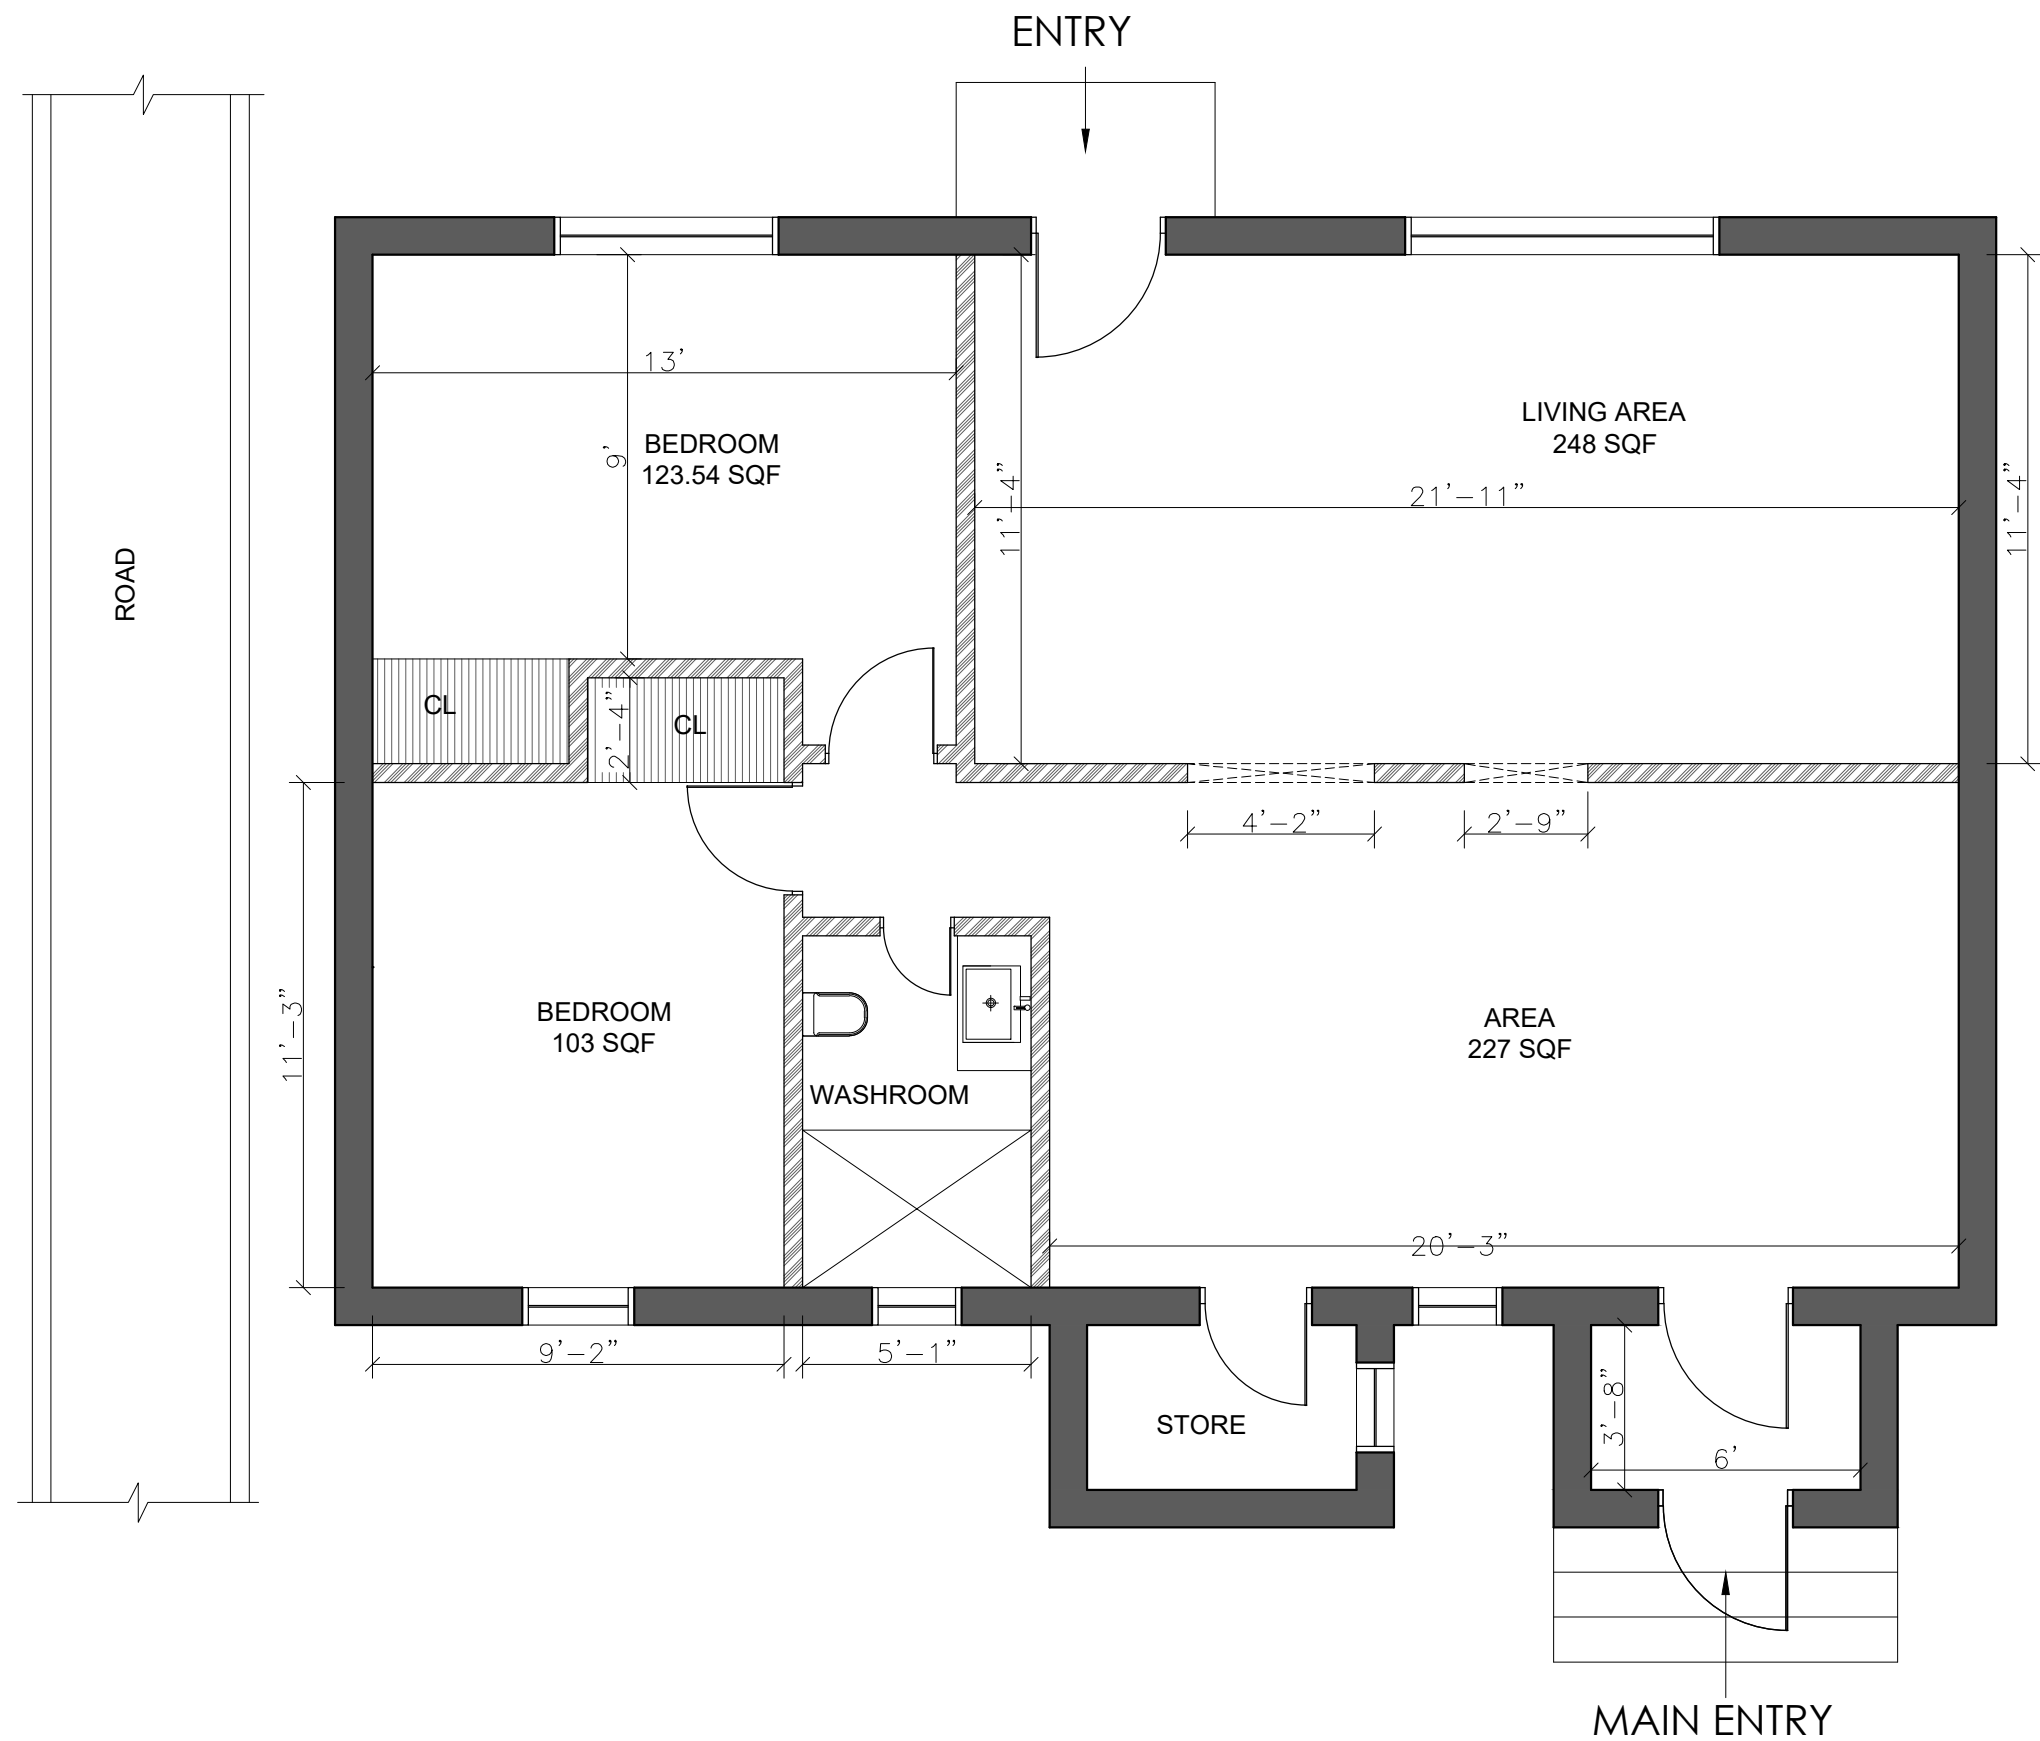 ENTRY
13'
BEDROOM
123.54 SQF
9'
LIVING AREA
248 SQF
21'-11"
11'-4"
11'-4"
ROAD
CL
CL
2'-4"
4'-2"
2'-9"
11'-3"
BEDROOM
103 SQF
WASHROOM
AREA
227 SQF
20'-3"
9'-2"
5'-1"
STORE
3'-8"
6'
MAIN ENTRY